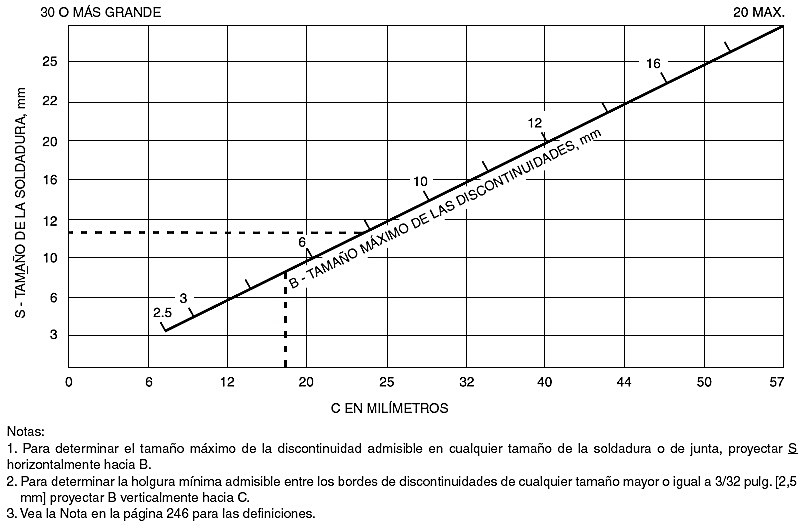 30 O MÁS GRANDE
20 MAX.
25
22
20
16
12
10
6
3
S - TAMAÑO DE LA SOLDADURA, mm
2.5
3
6
10
12
16
B - TAMAÑO MÁXIMO DE LAS DISCONTINUIDADES, mm
0 6 12 20 25 32 40 44 50 57
C EN MILÍMETROS
Notas:
1. Para determinar el tamaño máximo de la discontinuidad admisible en cualquier tamaño de la soldadura o de junta, proyectar S
horizontalmente hacia B.
2. Para determinar la holgura mínima admisible entre los bordes de discontinuidades de cualquier tamaño mayor o igual a 3/32 pulg. [2,5
mm] proyectar B verticalmente hacia C.
3. Vea la Nota en la página 246 para las definiciones.